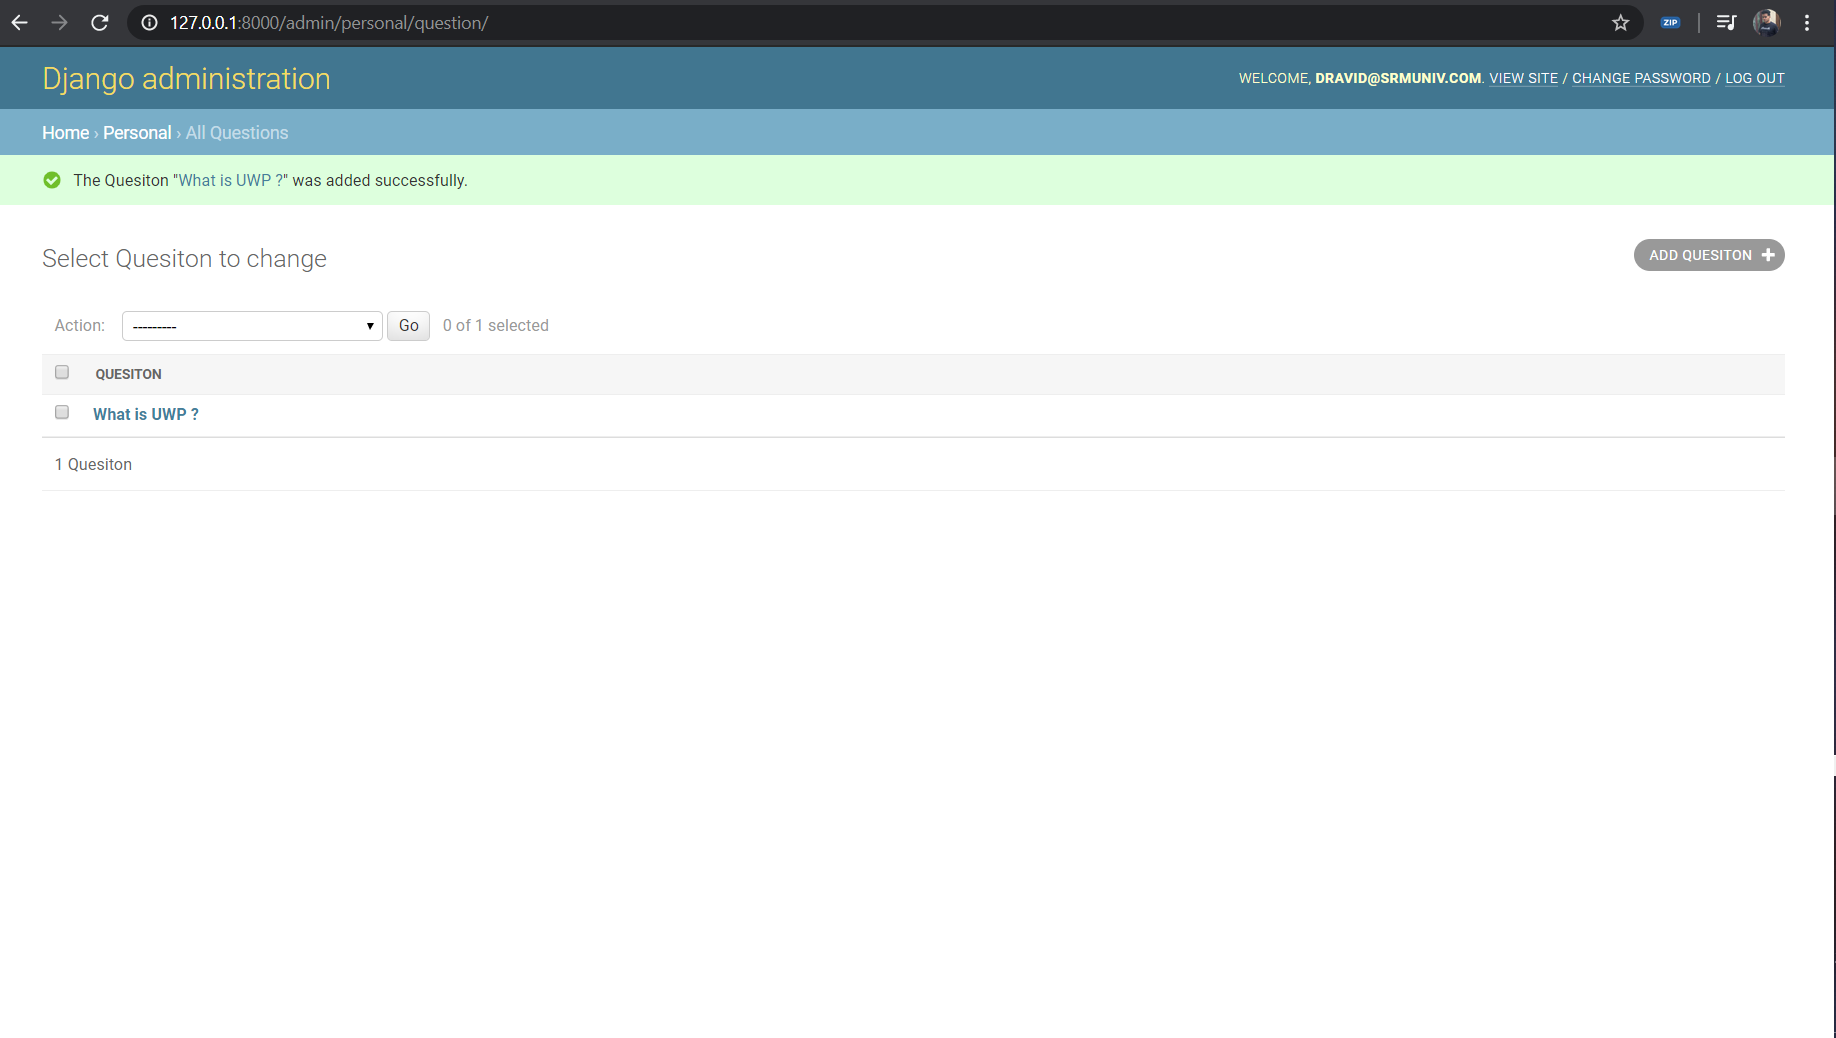 127.0.0.1:8000/admin/personal/question/
ZIP
Django administration
WELCOME, DRAVID@SRMUNIV.COM. VIEW SITE / CHANGE PASSWORD / LOG OUT
Home › Personal › All Questions
The Quesiton "What is UWP ?" was added successfully.
Select Quesiton to change
ADD QUESITON
Action: --------- Go 0 of 1 selected
QUESITON
What is UWP ?
1 Quesiton